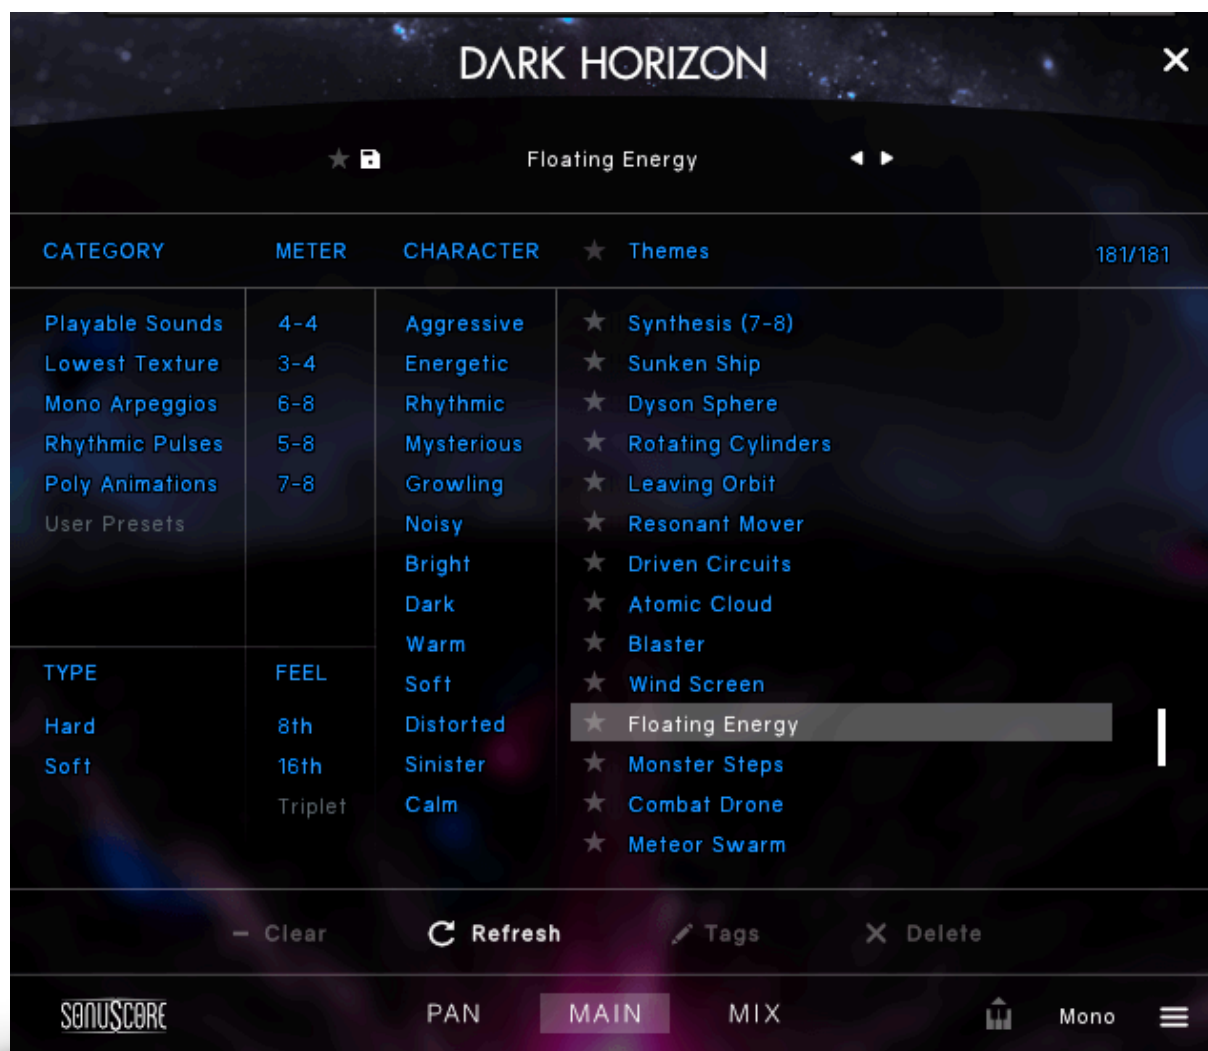 DARK HORIZON
Floating Energy
CATEGORY METER CHARACTER Themes 181/181
Playable Sounds 4-4 Aggressive Synthesis (7-8)
Lowest Texture 3-4 Energetic Sunken Ship
Mono Arpeggios 6-8 Rhythmic Dyson Sphere
Rhythmic Pulses 5-8 Mysterious Rotating Cylinders
Poly Animations 7-8 Growling Leaving Orbit
User Presets Noisy Resonant Mover
Bright Driven Circuits
Dark Atomic Cloud
Warm Blaster
TYPE FEEL Soft Wind Screen
Hard 8th Distorted Floating Energy
Soft 16th Sinister Monster Steps
Triplet Calm Combat Drone
Meteor Swarm
Clear Refresh Tags Delete
SONUSCORE PAN MAIN MIX Mono